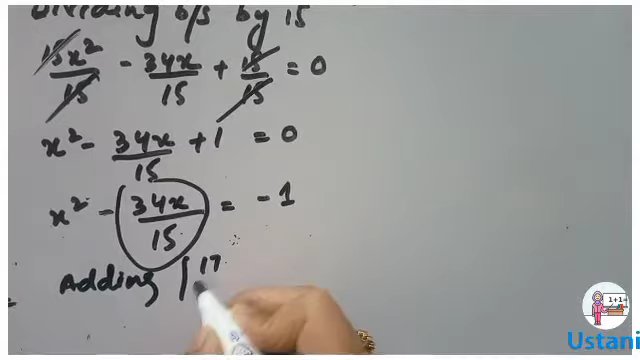 Dividing b/s by 15
15x²/15 - 34x/15 + 15/15 = 0
x² - 34x/15 + 1 = 0
x² - 34x/15 = -1
Adding (17
1+1=
Ustani